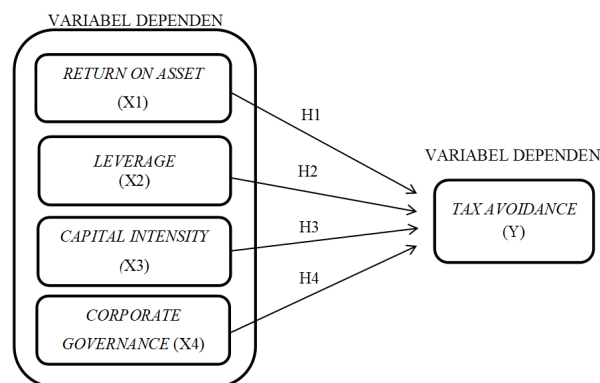 VARIABEL DEPENDEN
RETURN ON ASSET
(X1)
LEVERAGE
(X2)
CAPITAL INTENSITY
(X3)
CORPORATE
GOVERNANCE (X4)
H1
H2
H3
H4
VARIABEL DEPENDEN
TAX AVOIDANCE
(Y)